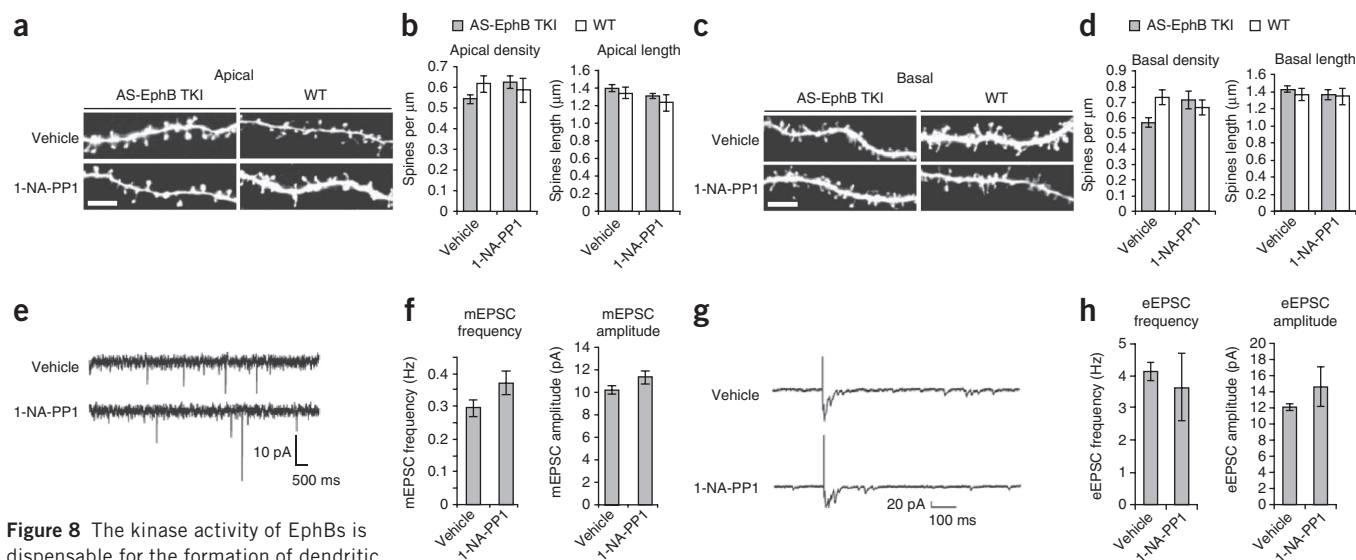 a
Apical
AS-EphB TKI
WT
Vehicle
1-NA-PP1
b
AS-EphB TKI
WT
Apical density
Spines per µm
0.7
0.6
0.5
0.4
0.3
0.2
0.1
0
Vehicle
1-NA-PP1
Apical length
Spines length (µm)
1.6
1.4
1.2
1.0
0.8
0.6
0.4
0.2
0
Vehicle
1-NA-PP1
c
Basal
AS-EphB TKI
WT
Vehicle
1-NA-PP1
d
AS-EphB TKI
WT
Basal density
Spines per µm
0.9
0.8
0.7
0.6
0.5
0.4
0.3
0.2
0.1
0
Vehicle
1-NA-PP1
Basal length
Spines length (µm)
1.6
1.4
1.2
1.0
0.8
0.6
0.4
0.2
0
Vehicle
1-NA-PP1
e
Vehicle
1-NA-PP1
10 pA
500 ms
f
mEPSC
frequency
mEPSC frequency (Hz)
0.4
0.3
0.2
0.1
0
Vehicle
1-NA-PP1
mEPSC
amplitude
mEPSC amplitude (pA)
14
12
10
8
6
4
2
0
Vehicle
1-NA-PP1
g
Vehicle
1-NA-PP1
20 pA
100 ms
h
eEPSC
frequency
eEPSC frequency (Hz)
5
4
3
2
1
0
Vehicle
1-NA-PP1
eEPSC
amplitude
eEPSC amplitude (pA)
20
18
16
14
12
10
8
6
4
2
0
Vehicle
1-NA-PP1
Figure 8 The kinase activity of EphBs is
dispensable for the formation of dendritic